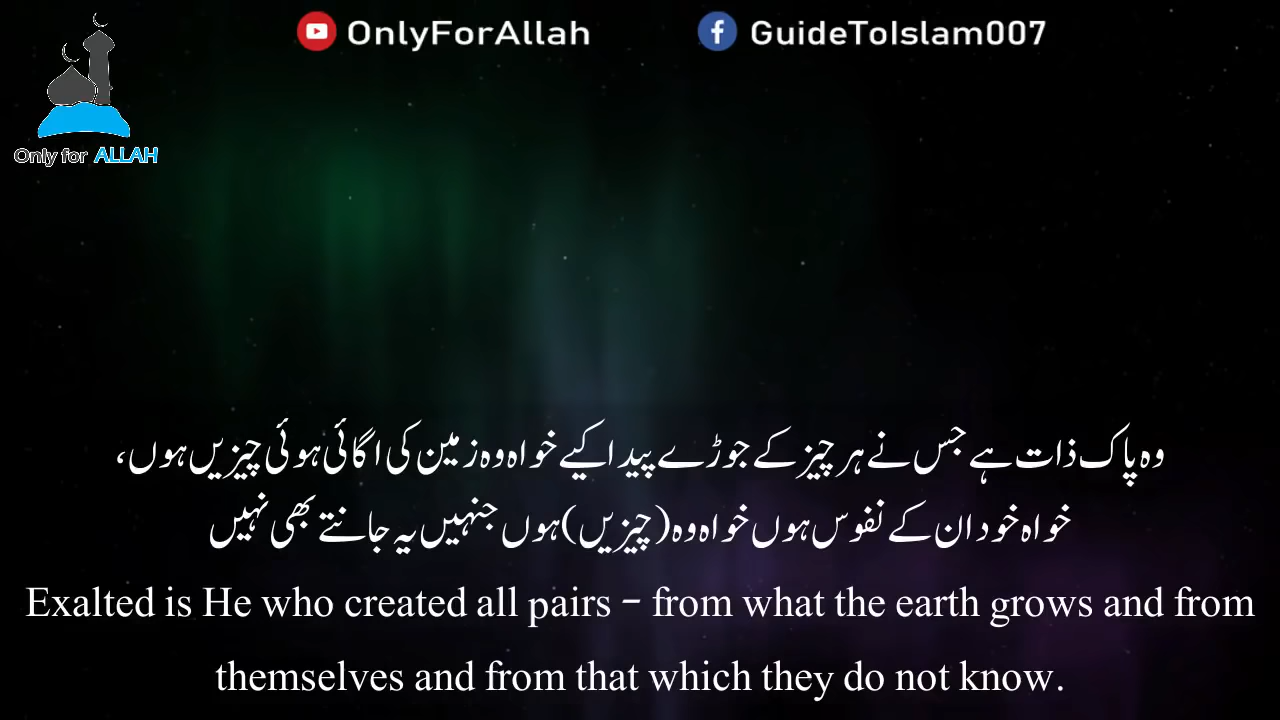 OnlyForAllah
GuideToIslam007
Only for ALLAH
وہ پاک ذات ہے جس نے ہر چیز کے جوڑے پیدا کیے خواہ وہ زمین کی اگائی ہوئی چیزیں ہوں،
خواہ خود ان کے نفوس ہوں خواہ وہ (چیزیں) ہوں جنہیں یہ جانتے بھی نہیں
Exalted is He who created all pairs – from what the earth grows and from
themselves and from that which they do not know.